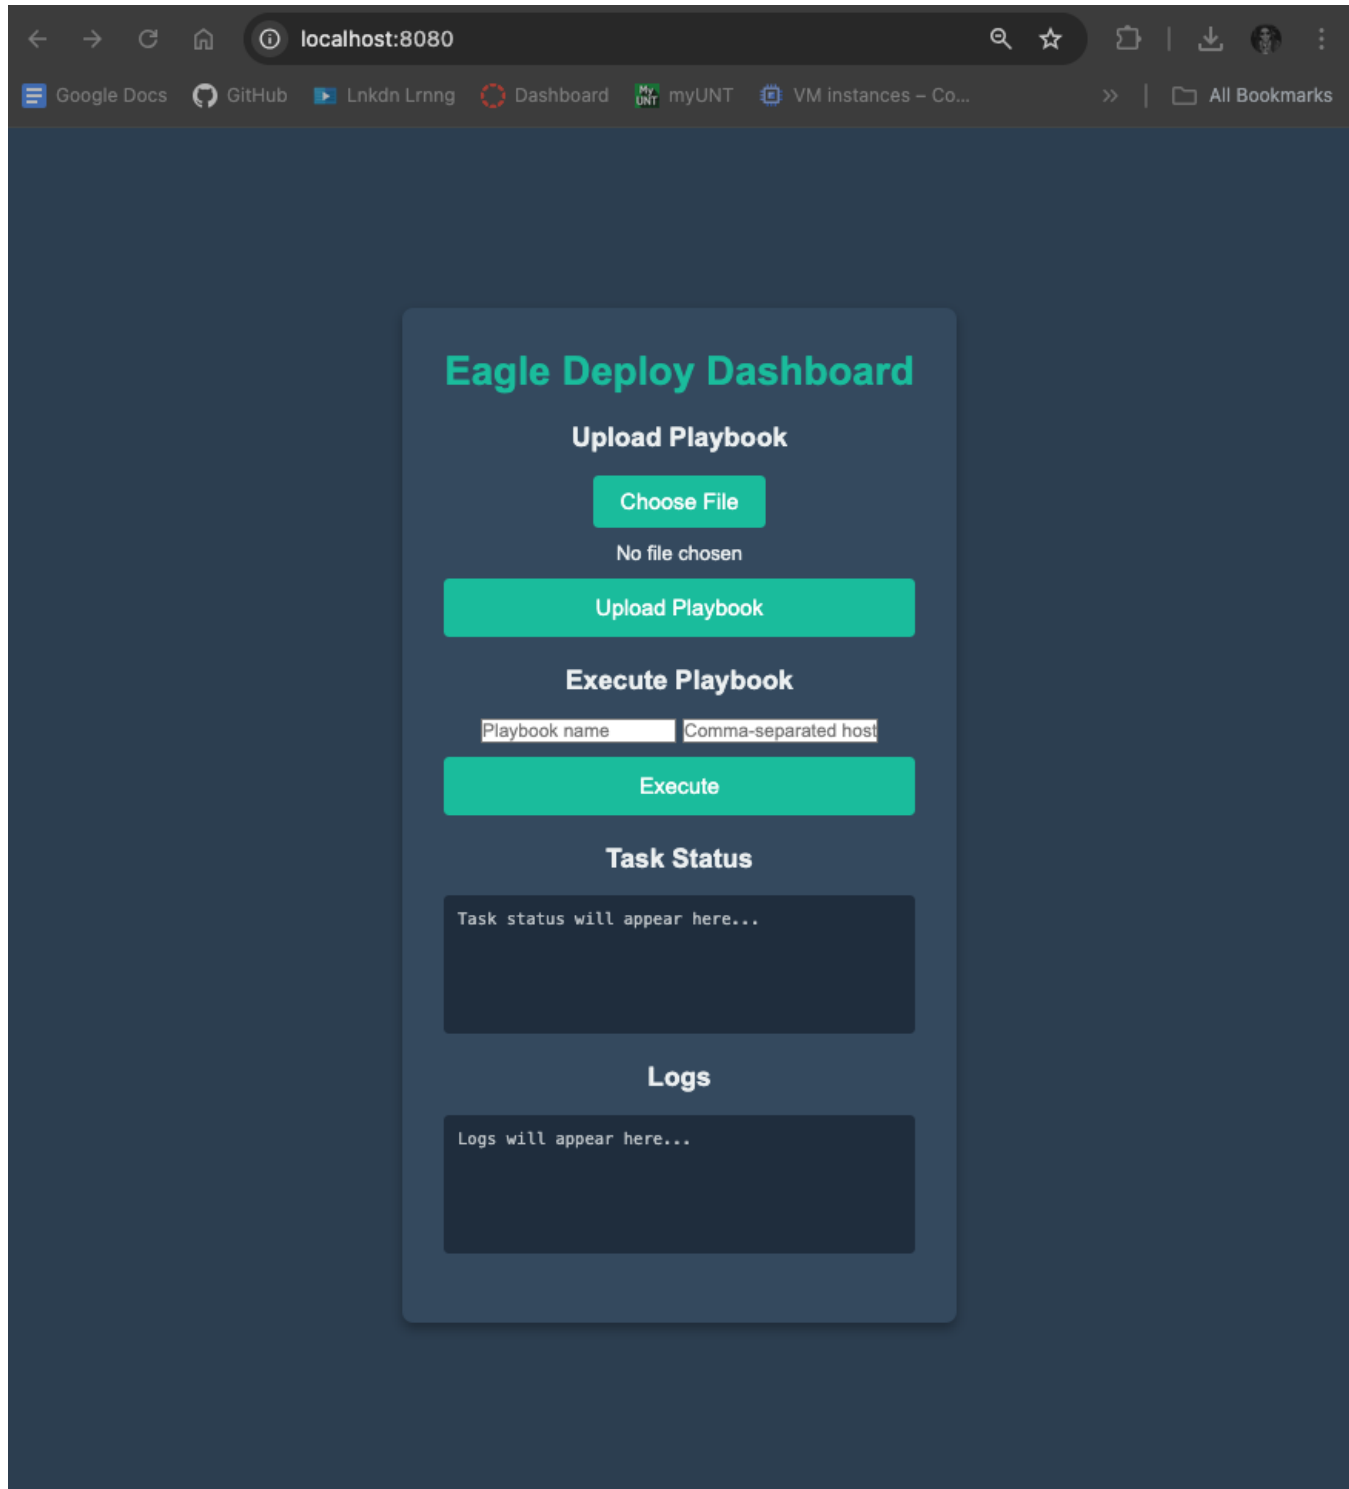 localhost:8080
Google Docs GitHub Lnkdn Lrnng Dashboard My UNT myUNT VM instances – Co... All Bookmarks
Eagle Deploy Dashboard
Upload Playbook
Choose File
No file chosen
Upload Playbook
Execute Playbook
Playbook name Comma-separated host
Execute
Task Status
Task status will appear here...
Logs
Logs will appear here...